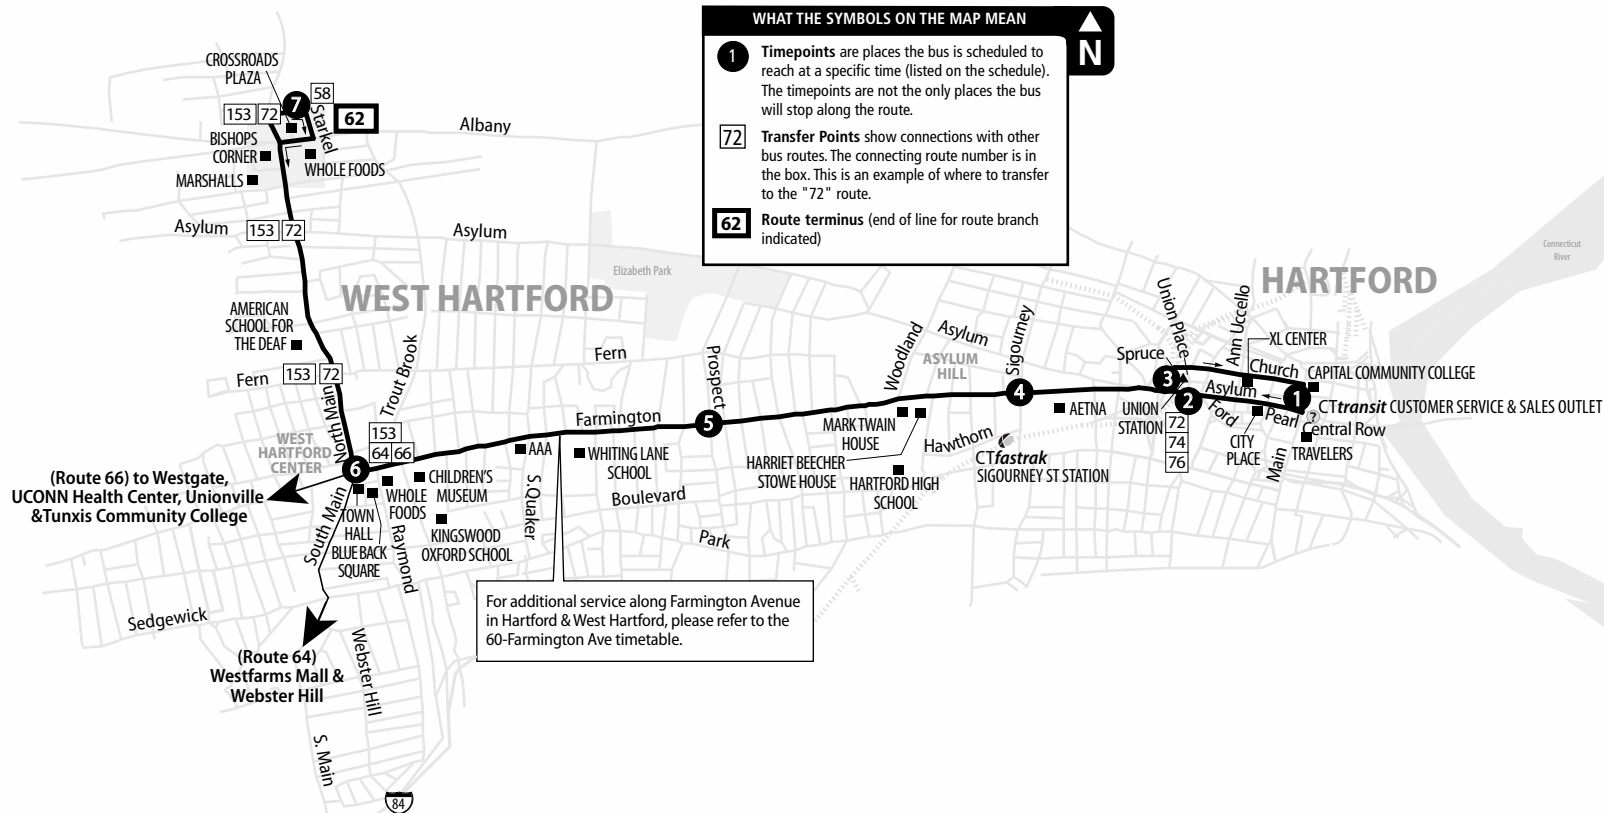 WHAT THE SYMBOLS ON THE MAP MEAN
N
1
Timepoints are places the bus is scheduled to
reach at a specific time (listed on the schedule).
The timepoints are not the only places the bus
will stop along the route.
72
Transfer Points show connections with other
bus routes. The connecting route number is in
the box. This is an example of where to transfer
to the "72" route.
62
Route terminus (end of line for route branch
indicated)
CROSSROADS
PLAZA
7
58
153 72
Starkel
62
Albany
BISHOPS
CORNER
WHOLE FOODS
MARSHALLS
Asylum
153 72
Asylum
Elizabeth Park
Connecticut
River
WEST HARTFORD
HARTFORD
AMERICAN
SCHOOL FOR
THE DEAF
Fern
153 72
North Main
Trout Brook
Fern
Prospect
Woodland
Asylum
ASYLUM
HILL
Sigourney
Union Place
Spruce
Ann Uccello
XL CENTER
Church
CAPITAL COMMUNITY COLLEGE
3
4
2
1
Asylum
AETNA
UNION
STATION
72
74
76
Ford
Pearl
CITY
PLACE
?
CTtransit CUSTOMER SERVICE & SALES OUTLET
Central Row
TRAVELERS
Main
Farmington
5
MARK TWAIN
HOUSE
Hawthorn
HARRIET BEECHER
STOWE HOUSE
HARTFORD HIGH
SCHOOL
CTfastrak
SIGOURNEY ST STATION
WEST
HARTFORD
CENTER
153
64 66
6
AAA
WHITING LANE
SCHOOL
CHILDREN'S
MUSEUM
S.Quaker
Boulevard
Park
(Route 66) to Westgate,
UCONN Health Center, Unionville
&Tunxis Community College
South Main
TOWN
HALL
WHOLE
FOODS
BLUE BACK
SQUARE
Raymond
KINGSWOOD
OXFORD SCHOOL
Sedgewick
(Route 64)
Westfarms Mall &
Webster Hill
Webster Hill
S. Main
84
For additional service along Farmington Avenue
in Hartford & West Hartford, please refer to the
60-Farmington Ave timetable.